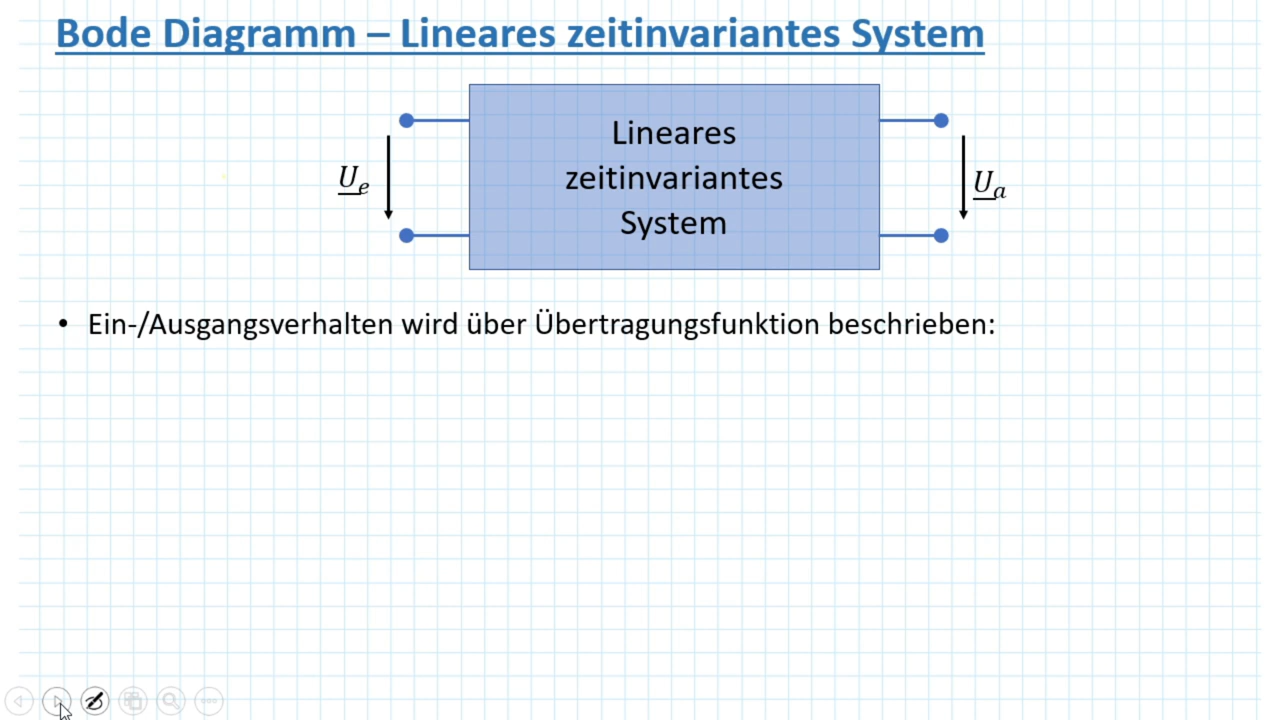 Bode Diagramm – Lineares zeitinvariantes System
Lineares
zeitinvariantes
System
U_e
U_a
• Ein-/Ausgangsverhalten wird über Übertragungsfunktion beschrieben: